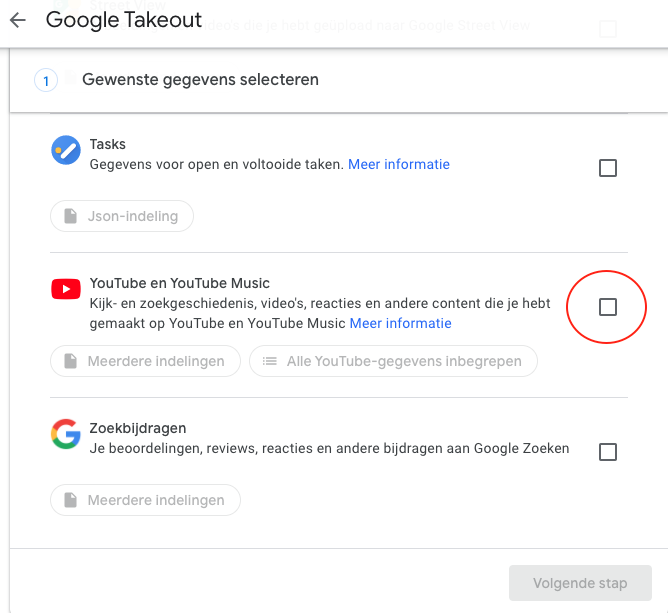 Street View
Google Takeout
video's die je hebt geüpload naar Google Street View
1 Gewenste gegevens selecteren
Tasks
Gegevens voor open en voltooide taken. Meer informatie
Json-indeling
YouTube en YouTube Music
Kijk- en zoekgeschiedenis, video's, reacties en andere content die je hebt
gemaakt op YouTube en YouTube Music Meer informatie
Meerdere indelingen
Alle YouTube-gegevens inbegrepen
Zoekbijdragen
Je beoordelingen, reviews, reacties en andere bijdragen aan Google Zoeken
Meerdere indelingen
Volgende stap